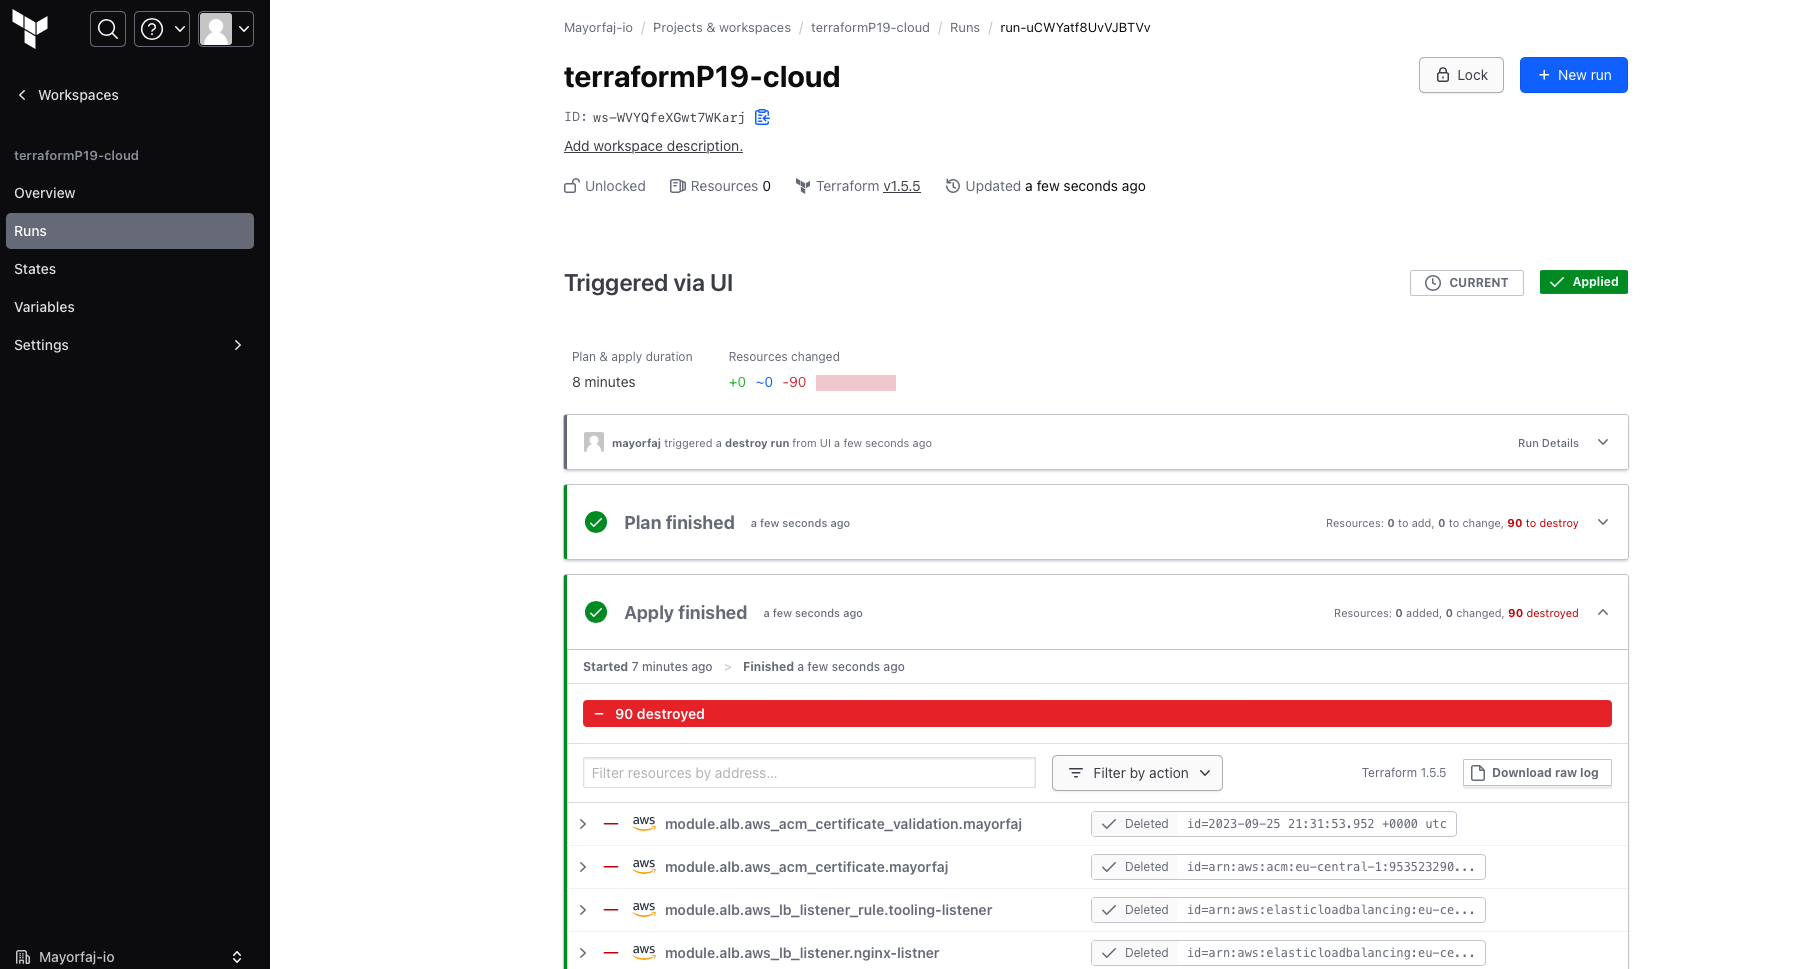 Workspaces
terraformP19-cloud
Overview
Runs
States
Variables
Settings
Mayorfaj-io
Mayorfaj-io / Projects & workspaces / terraformP19-cloud / Runs / run-uCWYatf8UvVJBTVv
terraformP19-cloud
Lock
+ New run
ID: ws-WVYQfeXGwt7WKarj
Add workspace description.
Unlocked Resources 0 Terraform v1.5.5 Updated a few seconds ago
Triggered via UI
CURRENT
Applied
Plan & apply duration Resources changed
8 minutes +0 ~0 -90
mayorfaj triggered a destroy run from UI a few seconds ago Run Details
Plan finished a few seconds ago Resources: 0 to add, 0 to change, 90 to destroy
Apply finished a few seconds ago Resources: 0 added, 0 changed, 90 destroyed
Started 7 minutes ago > Finished a few seconds ago
− 90 destroyed
Filter resources by address... Filter by action Terraform 1.5.5 Download raw log
aws module.alb.aws_acm_certificate_validation.mayorfaj Deleted id=2023-09-25 21:31:53.952 +0000 utc
aws module.alb.aws_acm_certificate.mayorfaj Deleted id=arn:aws:acm:eu-central-1:953523290...
aws module.alb.aws_lb_listener_rule.tooling-listener Deleted id=arn:aws:elasticloadbalancing:eu-ce...
aws module.alb.aws_lb_listener.nginx-listner Deleted id=arn:aws:elasticloadbalancing:eu-ce...